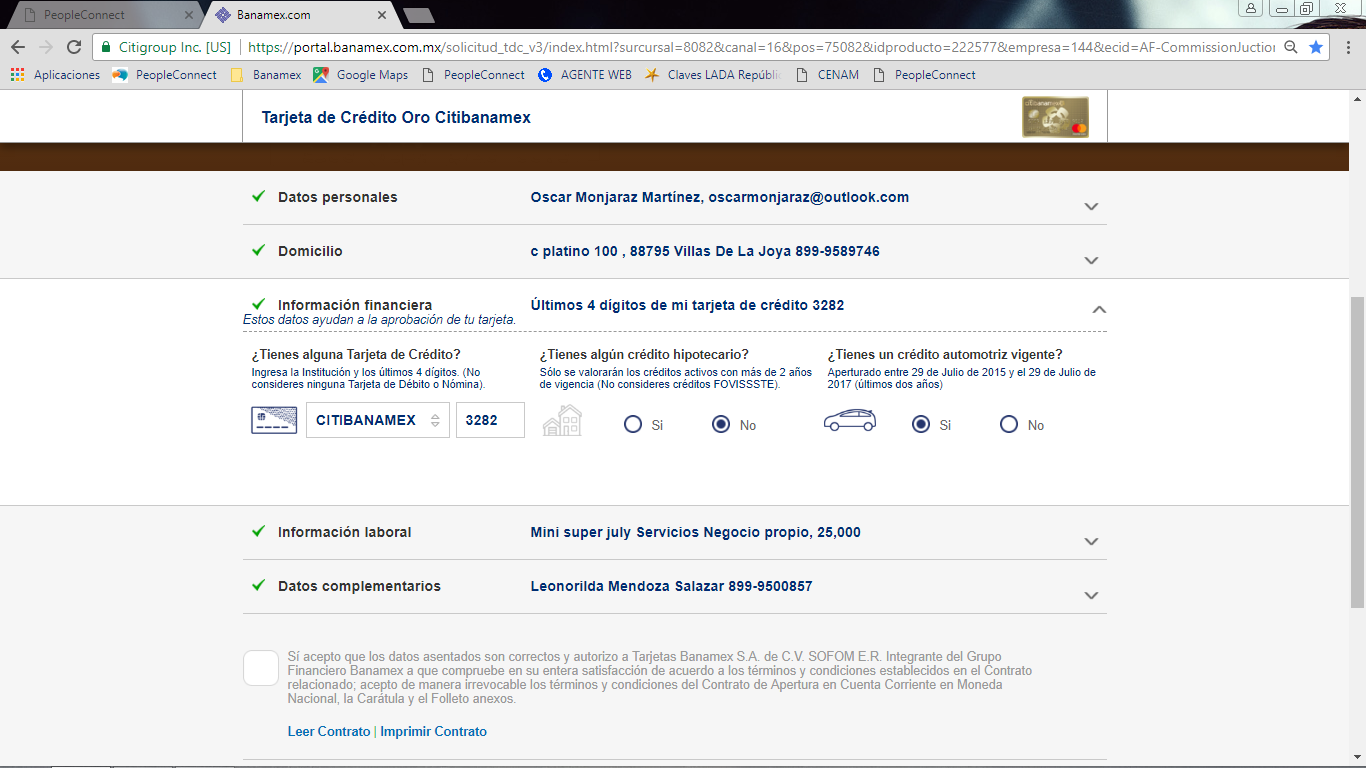 PeopleConnect
Banamex.com
Citigroup Inc. [US] https://portal.banamex.com.mx/solicitud_tdc_v3/index.html?sursursal=8082&canal=16&pos=75082&idproducto=222577&empresa=144&ecid=AF-CommissionJuction
Aplicaciones PeopleConnect Banamex Google Maps PeopleConnect AGENTE WEB Claves LADA Repúblic CENAM PeopleConnect
Tarjeta de Crédito Oro Citibanamex
Datos personales Oscar Monjaraz Martínez, oscarmonjaraz@outlook.com
Domicilio c platino 100 , 88795 Villas De La Joya 899-9589746
Información financiera Últimos 4 dígitos de mi tarjeta de crédito 3282
Estos datos ayudan a la aprobación de tu tarjeta.
¿Tienes alguna Tarjeta de Crédito?
Ingresa la Institución y los últimos 4 dígitos. (No
consideres ninguna Tarjeta de Débito o Nómina).
CITIBANAMEX 3282
¿Tienes algún crédito hipotecario?
Sólo se valorarán los créditos activos con más de 2 años
de vigencia (No consideres créditos FOVISSSTE).
Si No
¿Tienes un crédito automotriz vigente?
Aperturado entre 29 de Julio de 2015 y el 29 de Julio de
2017 (últimos dos años)
Si No
Información laboral Mini super july Servicios Negocio propio, 25,000
Datos complementarios Leonorilda Mendoza Salazar 899-9500857
Sí acepto que los datos asentados son correctos y autorizo a Tarjetas Banamex S.A. de C.V. SOFOM E.R. Integrante del Grupo
Financiero Banamex a que compruebe en su entera satisfacción de acuerdo a los términos y condiciones establecidos en el Contrato
relacionado; acepto de manera irrevocable los términos y condiciones del Contrato de Apertura en Cuenta Corriente en Moneda
Nacional, la Carátula y el Folleto anexos.
Leer Contrato | Imprimir Contrato